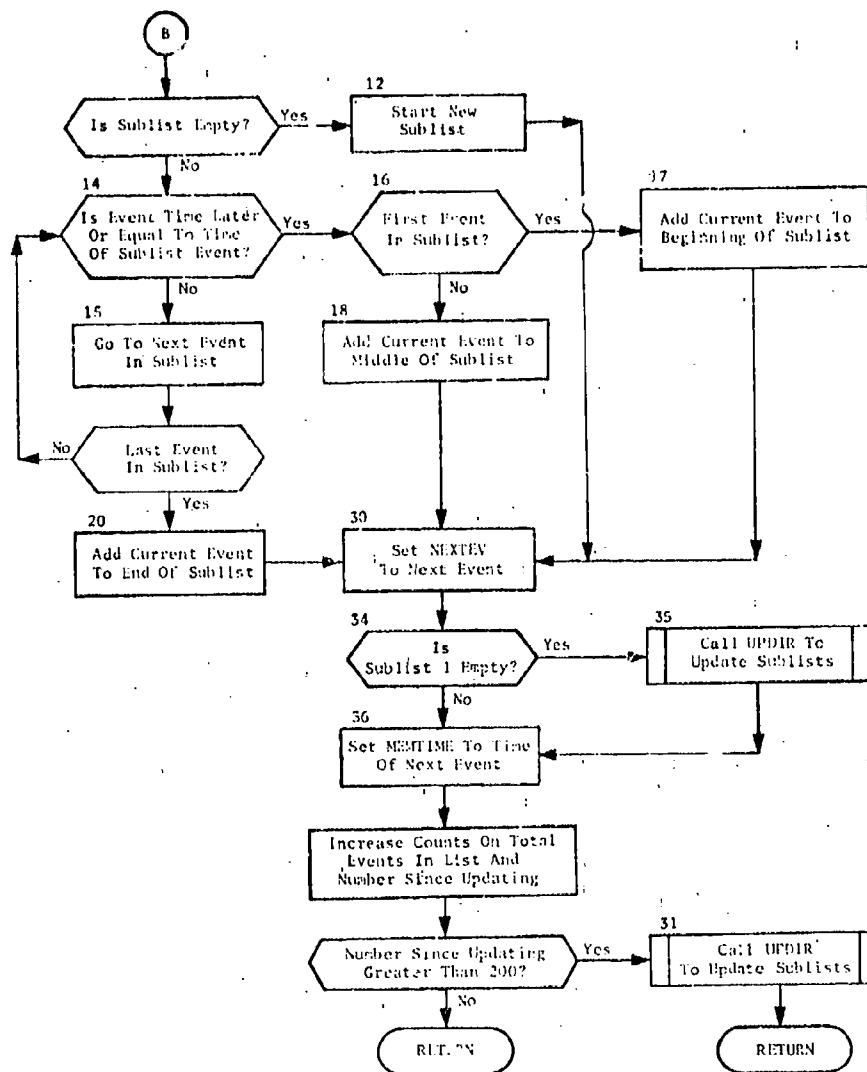 B
Is Sublist Empty?
Yes
12
Start New
Sublist
No
14
Is Event Time Later
Or Equal To Time
Of Sublist Event?
Yes
16
First Event
In Sublist?
Yes
17
Add Current Event To
Beginning Of Sublist
No
15
Go To Next Event
In Sublist
No
18
Add Current Event To
Middle Of Sublist
No
Last Event
In Sublist?
Yes
20
Add Current Event
To End Of Sublist
30
Set NEXTEV
To Next Event
34
Is
Sublist 1 Empty?
Yes
35
Call UPDIR To
Update Sublists
No
36
Set MEMTIME To Time
Of Next Event
Increase Counts On Total
Events In List And
Number Since Updating
Number Since Updating
Greater Than 200?
Yes
31
Call UPDIR
To Update Sublists
No
RETURN
RETURN